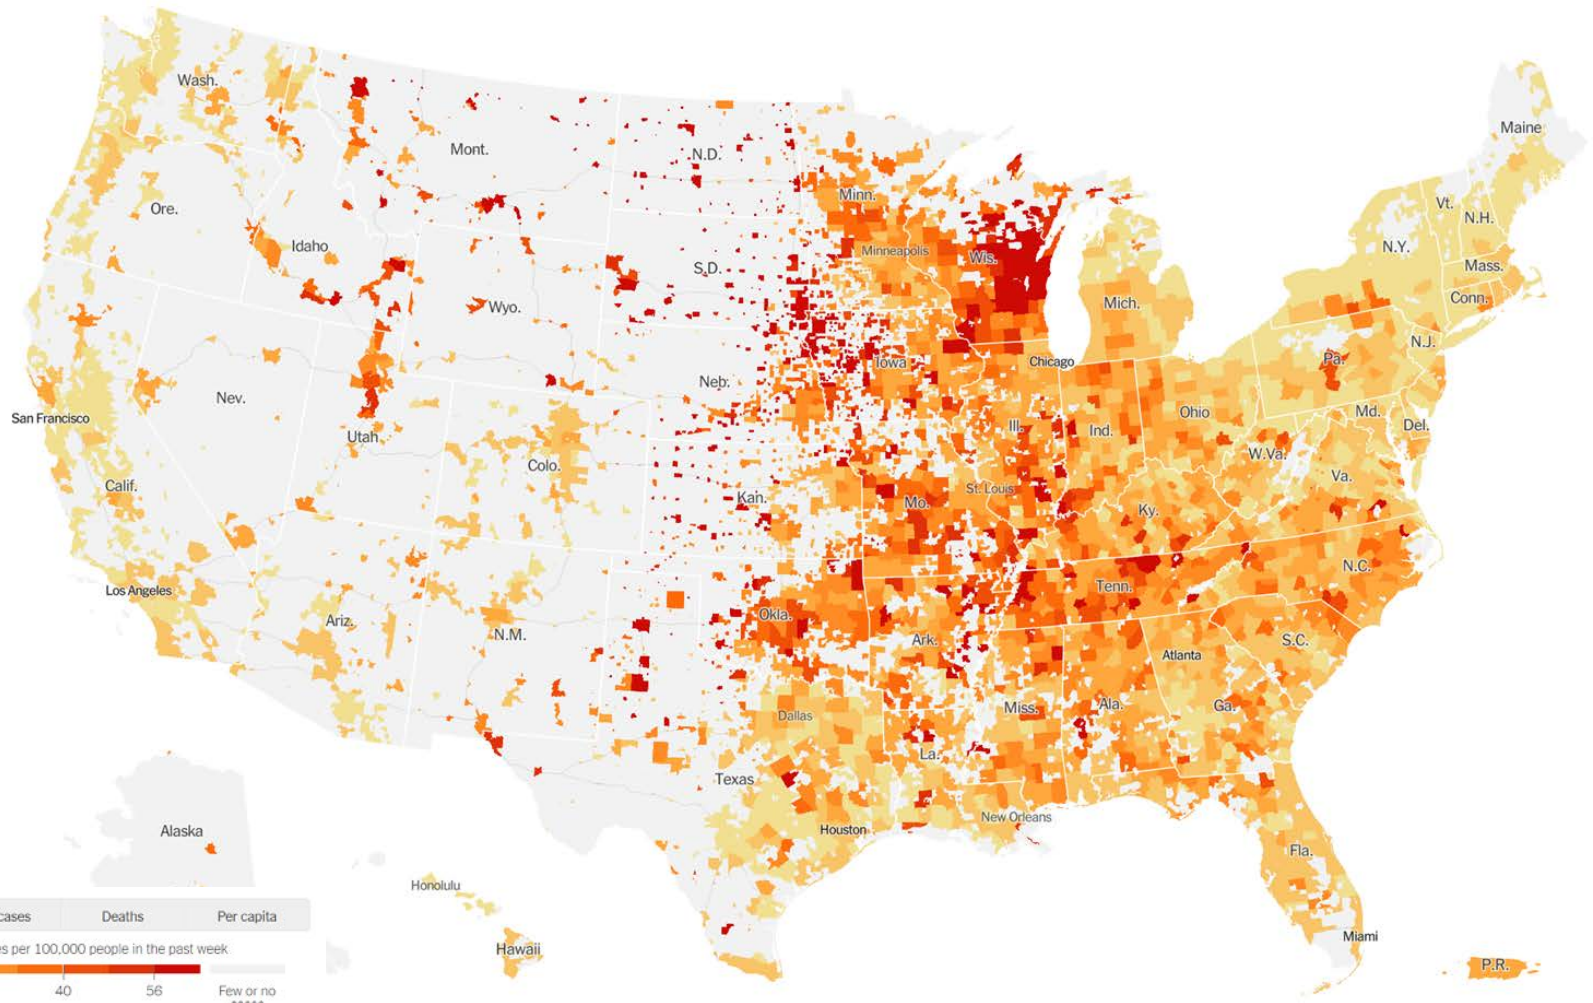 Wash.
Maine
Mont.
N.D.
Minn.
Vt.
N.H.
Ore.
Idaho
Minneapolis
Wis.
N.Y.
Mass.
S.D.
Conn.
Mich.
Wyo.
N.J.
Iowa
Chicago
Pa.
Neb.
Nev.
Md.
Ohio
San Francisco
Ill.
Ind.
Del.
Utah
W.Va.
Colo.
Va.
Calif.
St. Louis
Kan.
Mo.
Ky.
N.C.
Los Angeles
Tenn.
Okla.
Ariz.
N.M.
Ark.
S.C.
Atlanta
Miss.
Ala.
Ga.
Dallas
La.
Texas
New Orleans
Houston
Alaska
Fla.
Honolulu
cases Deaths Per capita
Miami
s per 100,000 people in the past week
Hawaii
P.R.
40 56 Few or no